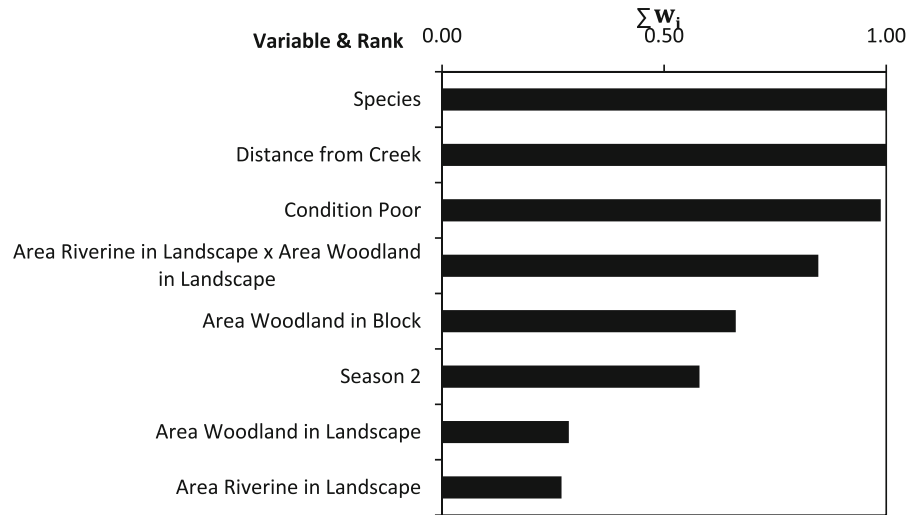 ∑wᵢ
Variable & Rank 0.00 0.50 1.00
Species
Distance from Creek
Condition Poor
Area Riverine in Landscape x Area Woodland
in Landscape
Area Woodland in Block
Season 2
Area Woodland in Landscape
Area Riverine in Landscape